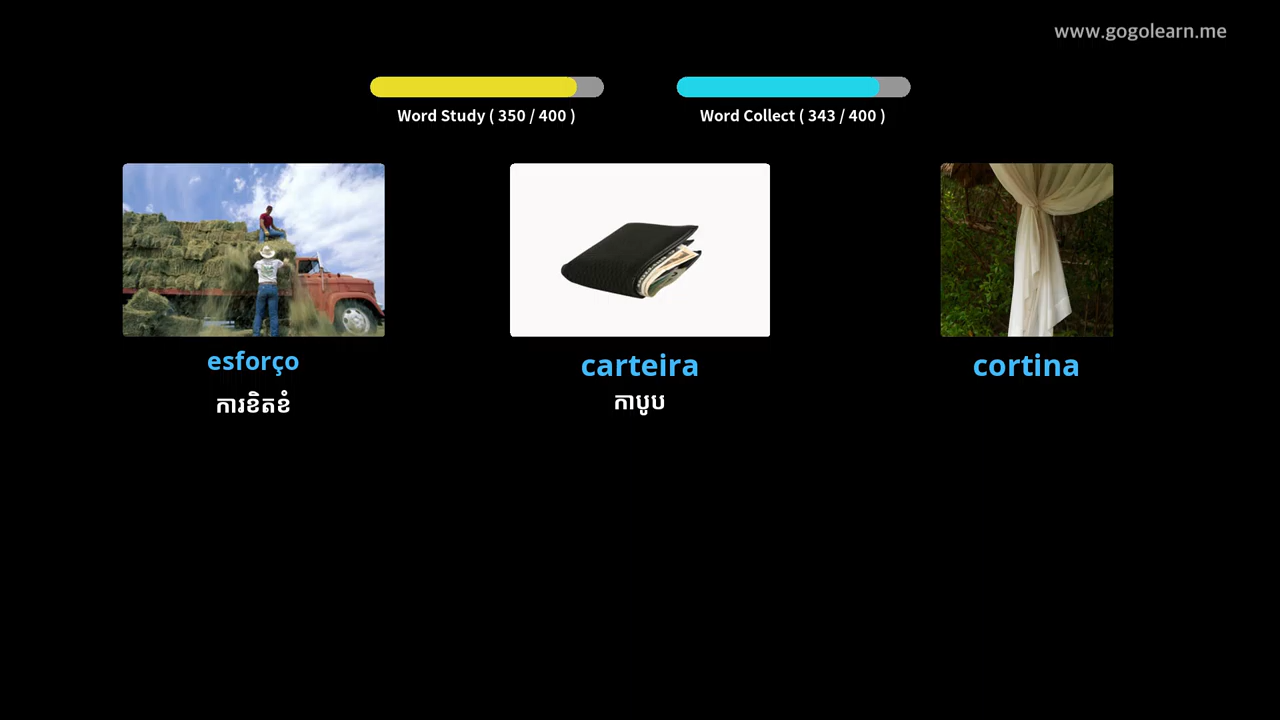 www.gogolearn.me
Word Study ( 350 / 400 )
Word Collect ( 343 / 400 )
esforço
carteira
cortina
ការខិតខំ
កាបូប